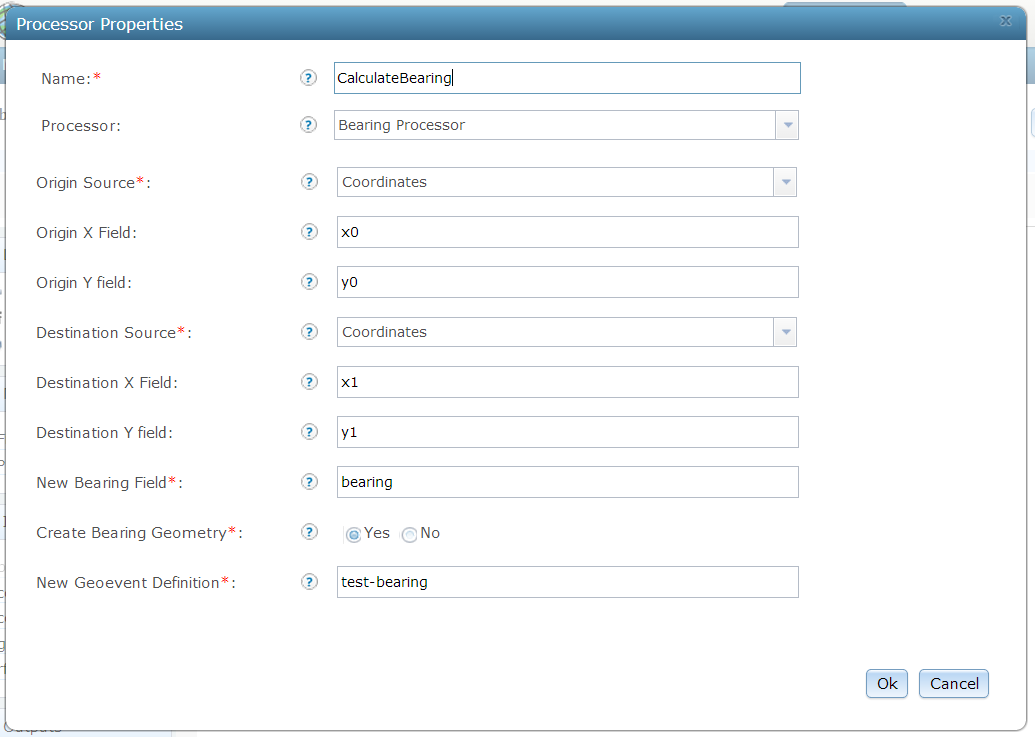 Processor Properties
Name:* ? CalculateBearing
Processor: ? Bearing Processor
Origin Source*: ? Coordinates
Origin X Field: ? x0
Origin Y field: ? y0
Destination Source*: ? Coordinates
Destination X Field: ? x1
Destination Y field: ? y1
New Bearing Field*: ? bearing
Create Bearing Geometry*: ? Yes No
New Geoevent Definition*: ? test-bearing
Ok Cancel